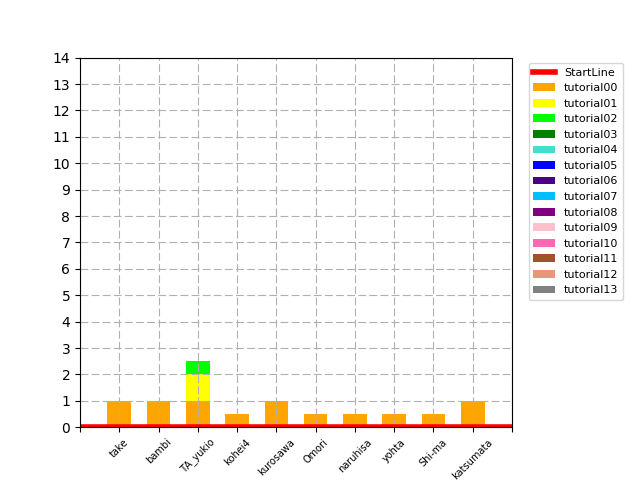 14
13
12
11
10
9
8
7
6
5
4
3
2
1
0
take
bambi
TA_yukio
kohei4
kurosawa
Omori
naruhisa
yohta
Shi-ma
katsumata
StartLine
tutorial00
tutorial01
tutorial02
tutorial03
tutorial04
tutorial05
tutorial06
tutorial07
tutorial08
tutorial09
tutorial10
tutorial11
tutorial12
tutorial13